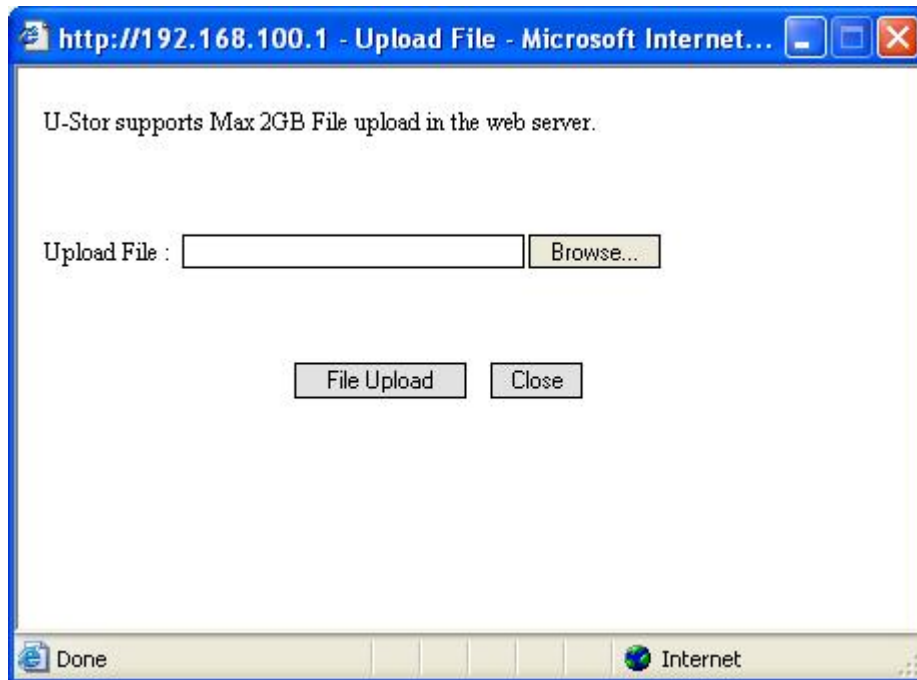 http://192.168.100.1 - Upload File - Microsoft Internet...
U-Stor supports Max 2GB File upload in the web server.
Upload File : Browse...
File Upload Close
Done Internet